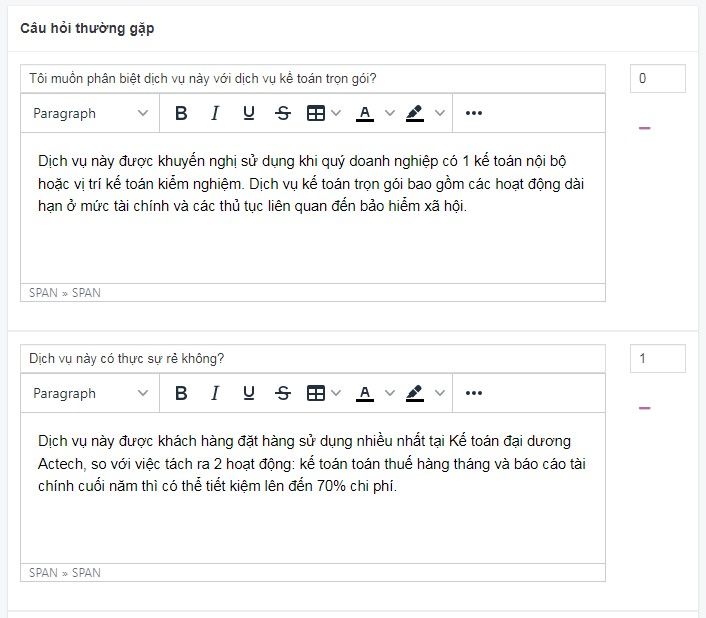 Câu hỏi thường gặp
Tôi muốn phân biệt dịch vụ này với dịch vụ kế toán trọn gói?
0
Paragraph B I U S A •••
Dịch vụ này được khuyến nghị sử dụng khi quý doanh nghiệp có 1 kế toán nội bộ
hoặc vị trí kế toán kiểm nghiệm. Dịch vụ kế toán trọn gói bao gồm các hoạt động dài
hạn ở mức tài chính và các thủ tục liên quan đến bảo hiểm xã hội.
SPAN » SPAN
Dịch vụ này có thực sự rẻ không?
1
Paragraph B I U S A •••
Dịch vụ này được khách hàng đặt hàng sử dụng nhiều nhất tại Kế toán đại dương
Actech, so với việc tách ra 2 hoạt động: kế toán toán thuế hàng tháng và báo cáo tài
chính cuối năm thì có thể tiết kiệm lên đến 70% chi phí.
SPAN » SPAN